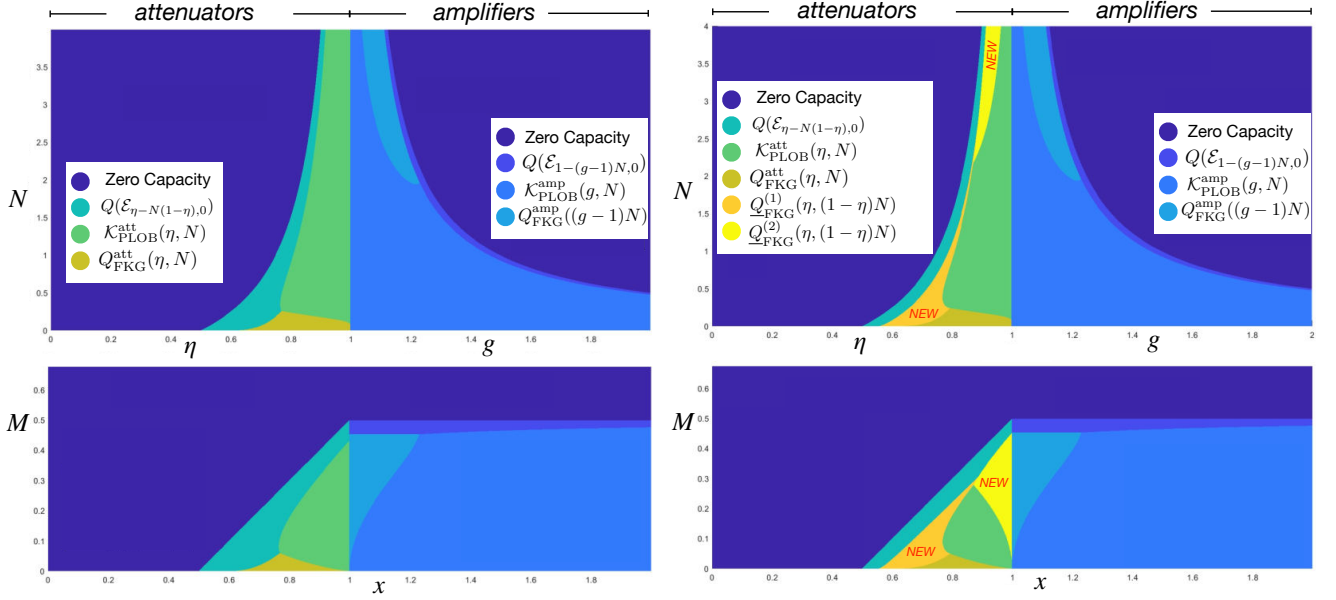 attenuators
amplifiers
3.5
3
2.5
2
1.5
1
0.5
0
N
Zero Capacity
Q(ℰ_{η−N(1−η),0})
𝒦^{att}_{PLOB}(η, N)
Q^{att}_{FKG}(η, N)
Zero Capacity
Q(ℰ_{1−(g−1)N,0})
𝒦^{amp}_{PLOB}(g, N)
Q^{amp}_{FKG}((g − 1)N)
0 0.2 0.4 0.6 0.8 1 1.2 1.4 1.6 1.8
η
g
M
0.6
0.5
0.4
0.3
0.2
0.1
0
0 0.2 0.4 0.6 0.8 1 1.2 1.4 1.6 1.8
x
attenuators
amplifiers
4
3.5
3
2.5
2
1.5
1
0.5
0
N
NEW
Zero Capacity
Q(ℰ_{η−N(1−η),0})
𝒦^{att}_{PLOB}(η, N)
Q^{att}_{FKG}(η, N)
Q̲^{(1)}_{FKG}(η, (1 − η)N)
Q̲^{(2)}_{FKG}(η, (1 − η)N)
NEW
Zero Capacity
Q(ℰ_{1−(g−1)N,0})
𝒦^{amp}_{PLOB}(g, N)
Q^{amp}_{FKG}((g − 1)N)
0 0.2 0.4 0.6 0.8 1 1.2 1.4 1.6 1.8 2
η
g
M
0.6
0.5
0.4
0.3
0.2
0.1
0
NEW
NEW
0 0.2 0.4 0.6 0.8 1 1.2 1.4 1.6 1.8 2
x